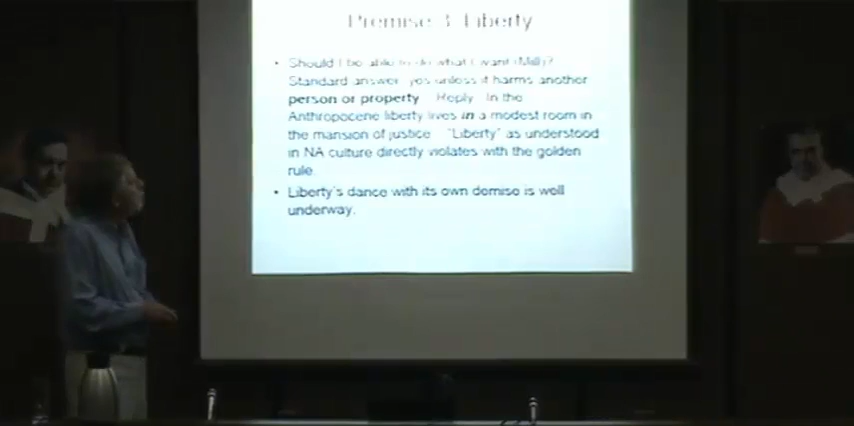 Premise 3: Liberty
• Should I be able to do what I want (Mill)?
Standard answer: yes unless it harms another
person or property. Reply: In the
Anthropocene liberty lives in a modest room in
the mansion of justice. "Liberty" as understood
in NA culture directly violates with the golden
rule.
• Liberty's dance with its own demise is well
underway.